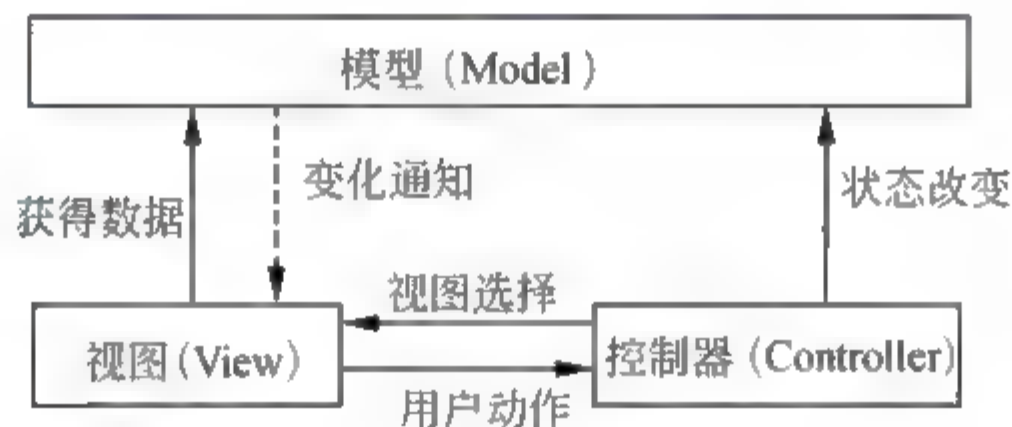 模型 (Model)
变化通知
获得数据
状态改变
视图选择
视图 (View)
控制器 (Controller)
用户动作